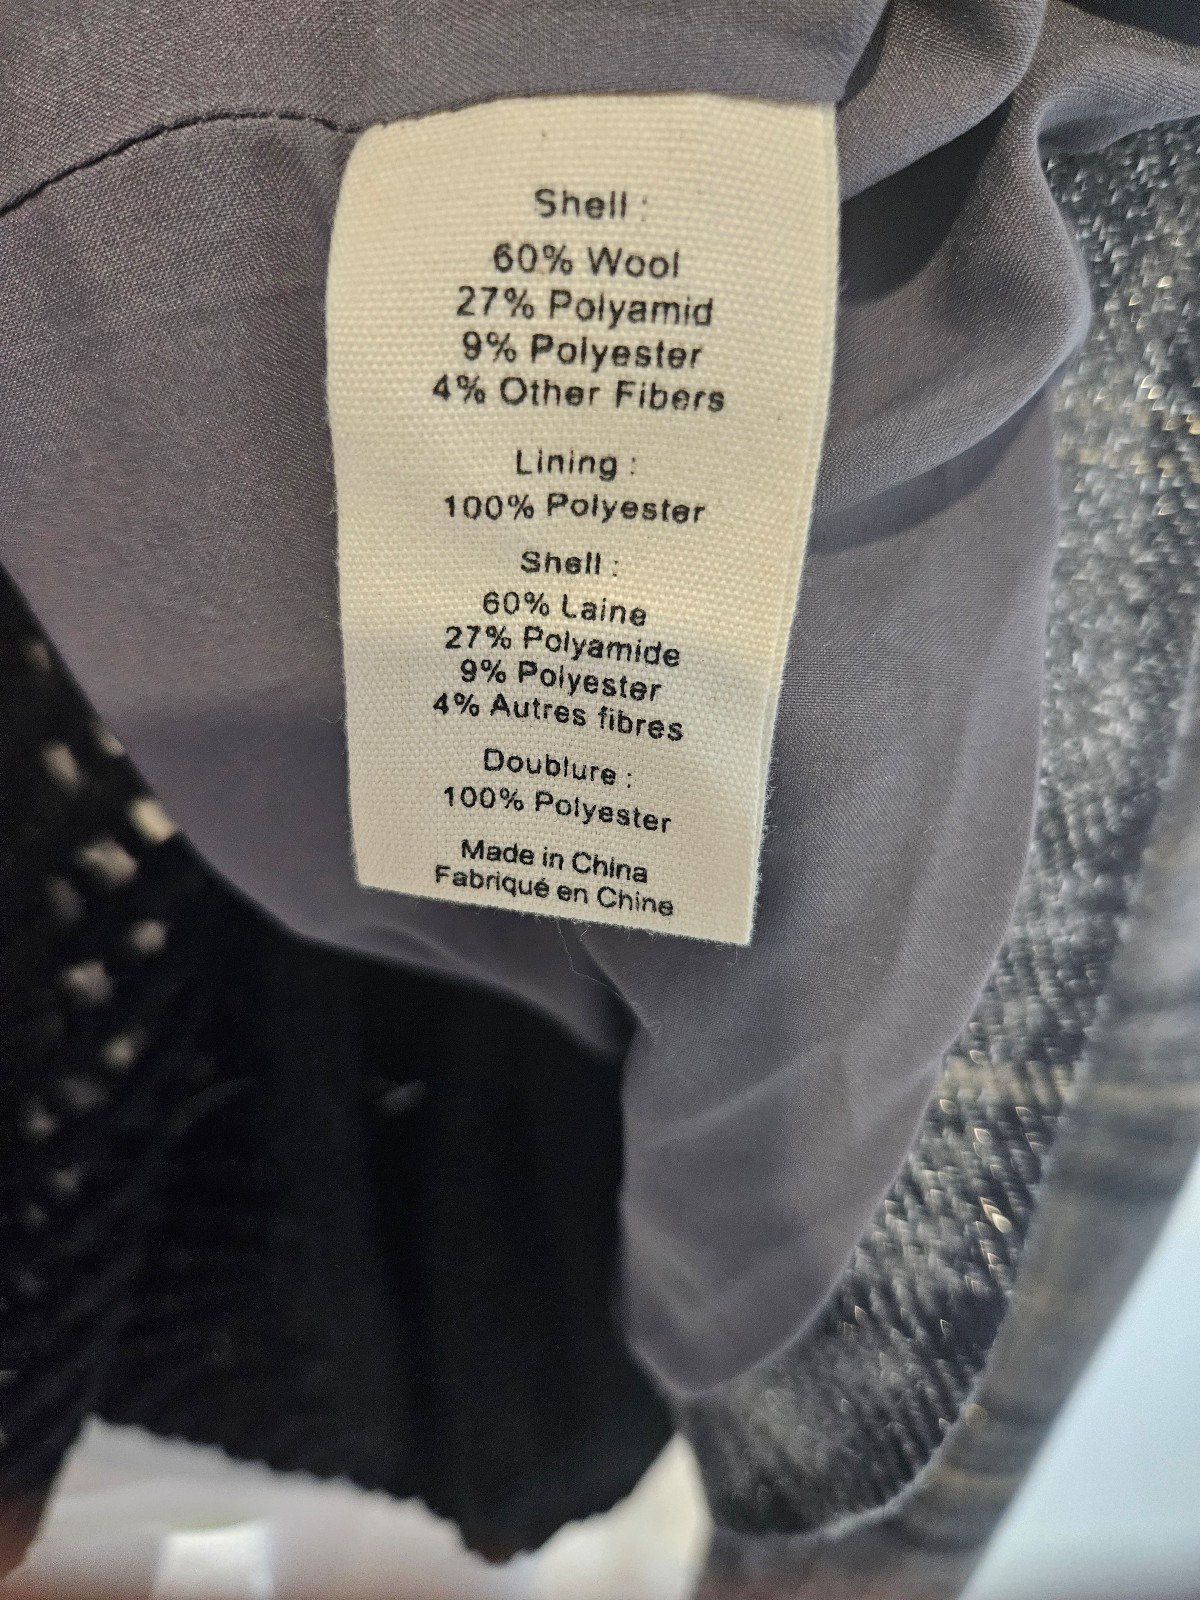 Shell :
60% Wool
27% Polyamid
9% Polyester
4% Other Fibers
Lining :
100% Polyester
Shell :
60% Laine
27% Polyamide
9% Polyester
4% Autres fibres
Doublure :
100% Polyester
Made in China
Fabriqué en Chine